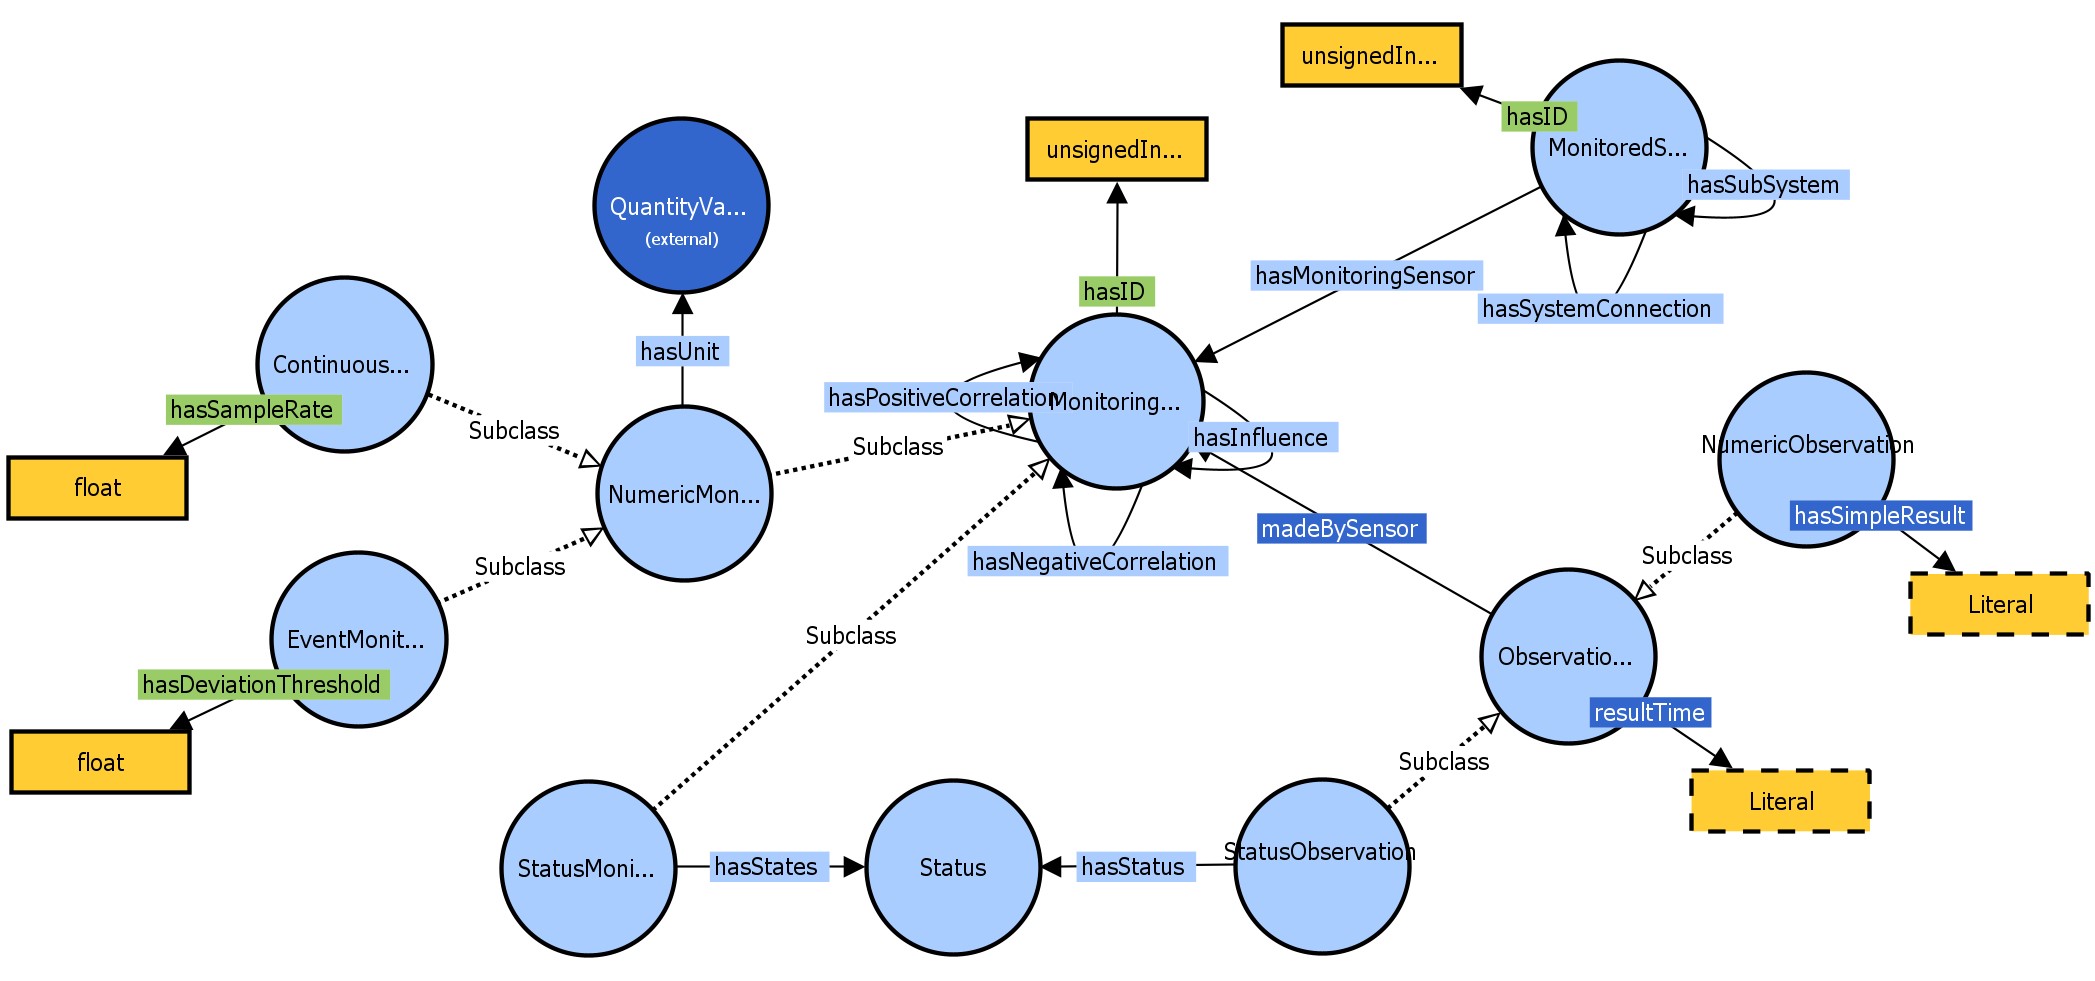 unsignedIn...
hasID
MonitoredS...
hasSubSystem
unsignedIn...
QuantityVa...
(external)
hasMonitoringSensor
hasSystemConnection
hasID
hasUnit
Continuous...
hasSampleRate
Subclass
float
hasPositiveCorrelation
Monitoring...
hasInfluence
Subclass
NumericMon...
NumericObservation
hasSimpleResult
madeBySensor
Subclass
hasNegativeCorrelation
Subclass
Literal
EventMonit...
hasDeviationThreshold
float
Subclass
Observatio...
resultTime
Subclass
Literal
StatusMoni...
hasStates
Status
hasStatus
StatusObservation